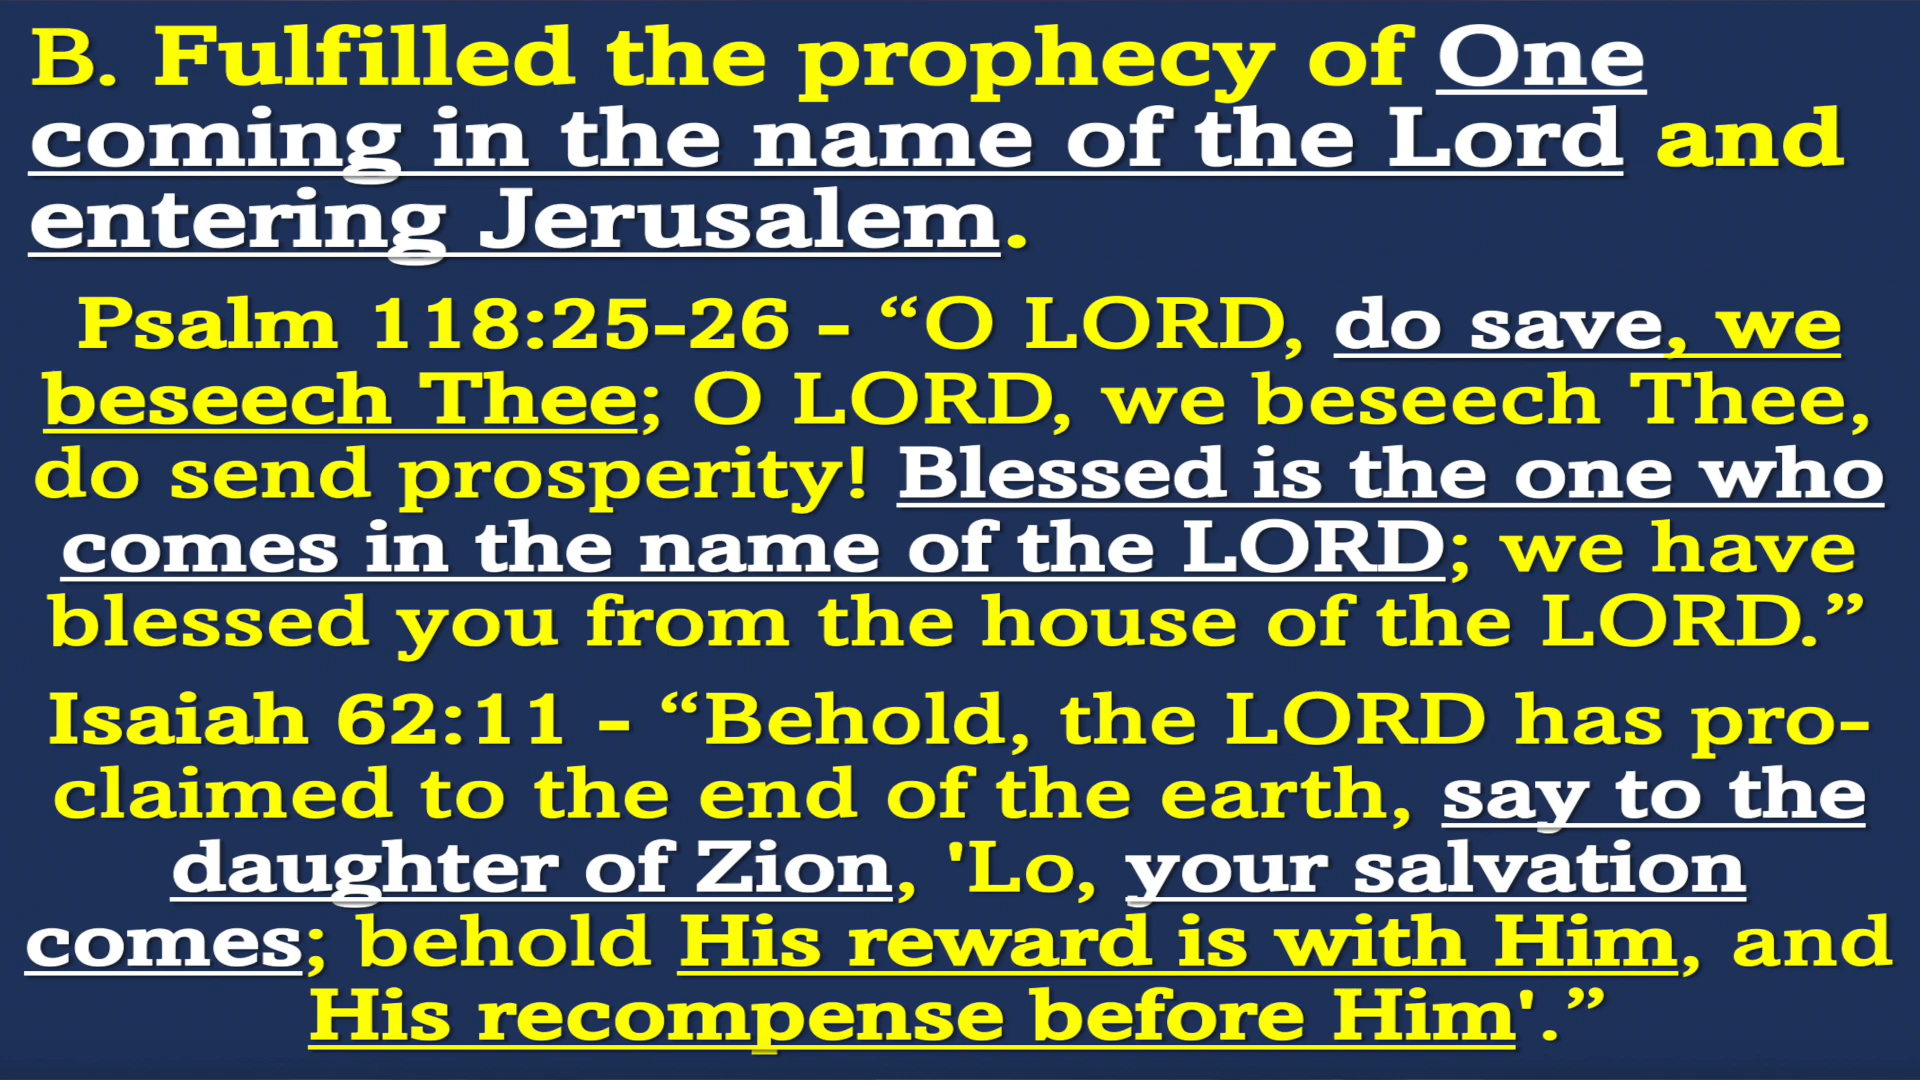 B. Fulfilled the prophecy of One
coming in the name of the Lord and
entering Jerusalem.
Psalm 118:25-26 - “O LORD, do save, we
beseech Thee; O LORD, we beseech Thee,
do send prosperity! Blessed is the one who
comes in the name of the LORD; we have
blessed you from the house of the LORD.”
Isaiah 62:11 - “Behold, the LORD has pro-
claimed to the end of the earth, say to the
daughter of Zion, 'Lo, your salvation
comes; behold His reward is with Him, and
His recompense before Him'.”